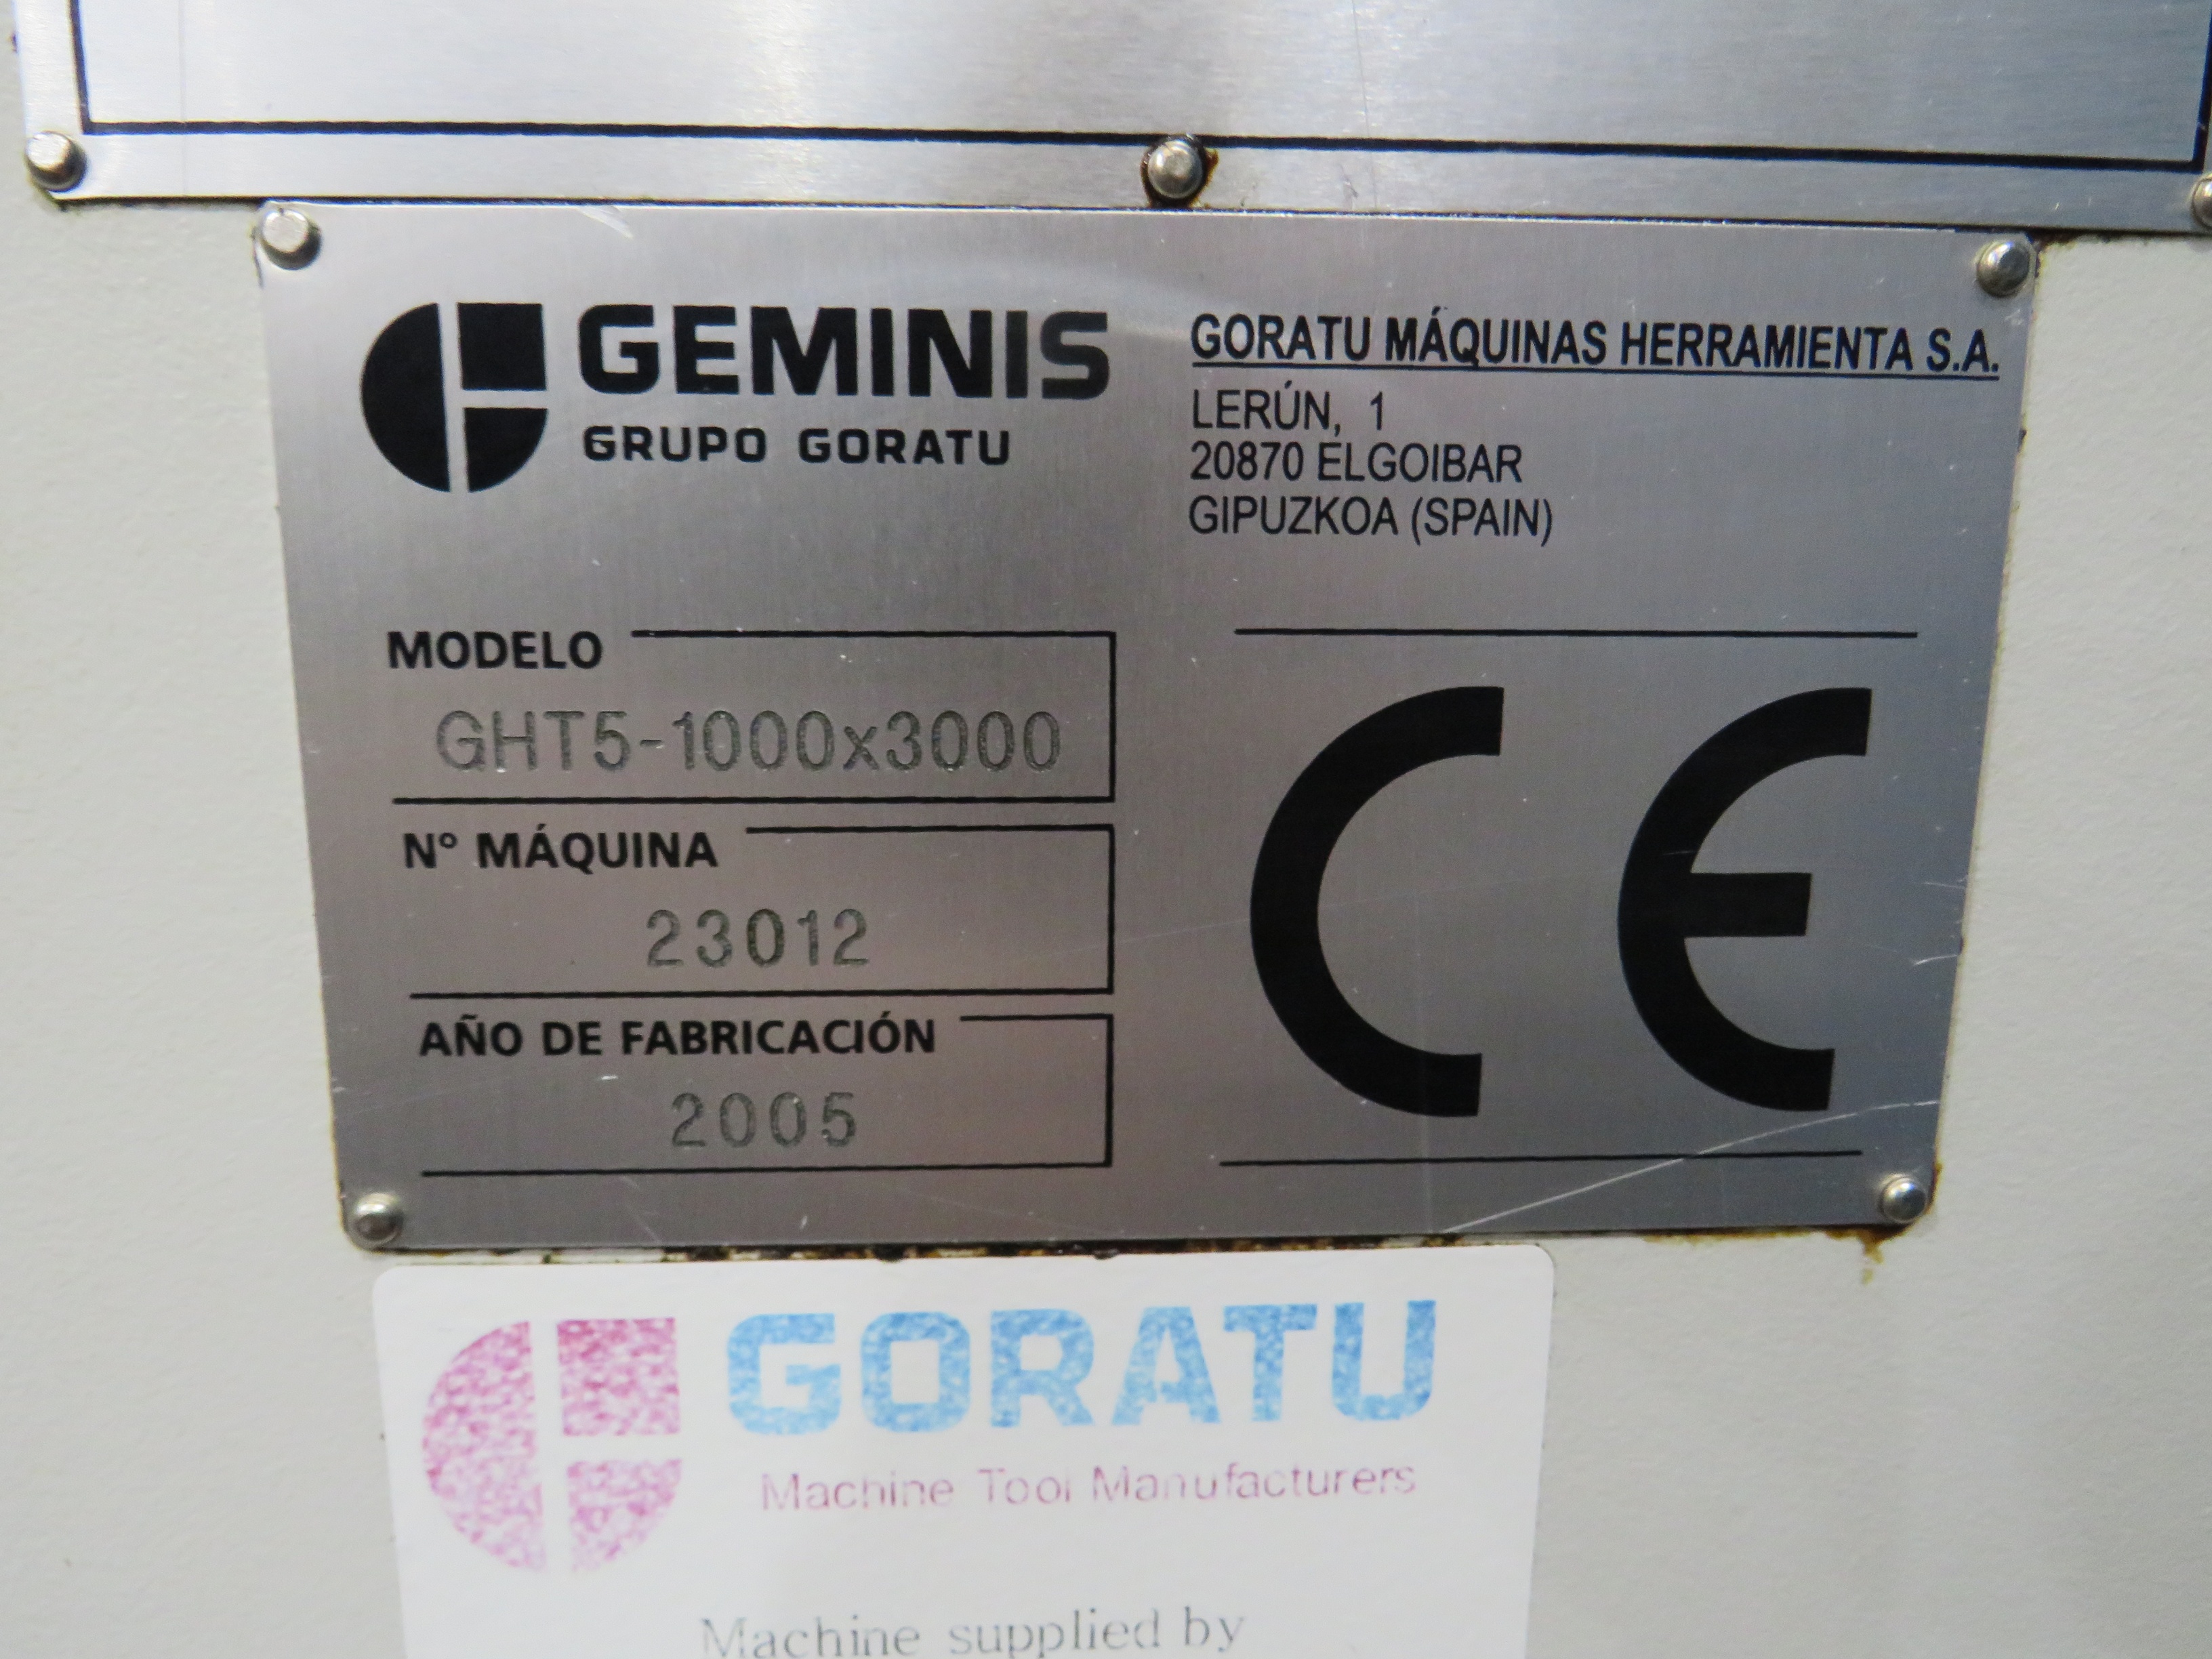 GEMINIS
GRUPO GORATU
GORATU MÁQUINAS HERRAMIENTA S.A.
LERÚN, 1
20870 ELGOIBAR
GIPUZKOA (SPAIN)
MODELO
GHT5-1000x3000
Nº MÁQUINA
23012
AÑO DE FABRICACIÓN
2005
CE
GORATU
Machine Tool Manufacturers
Machine supplied by